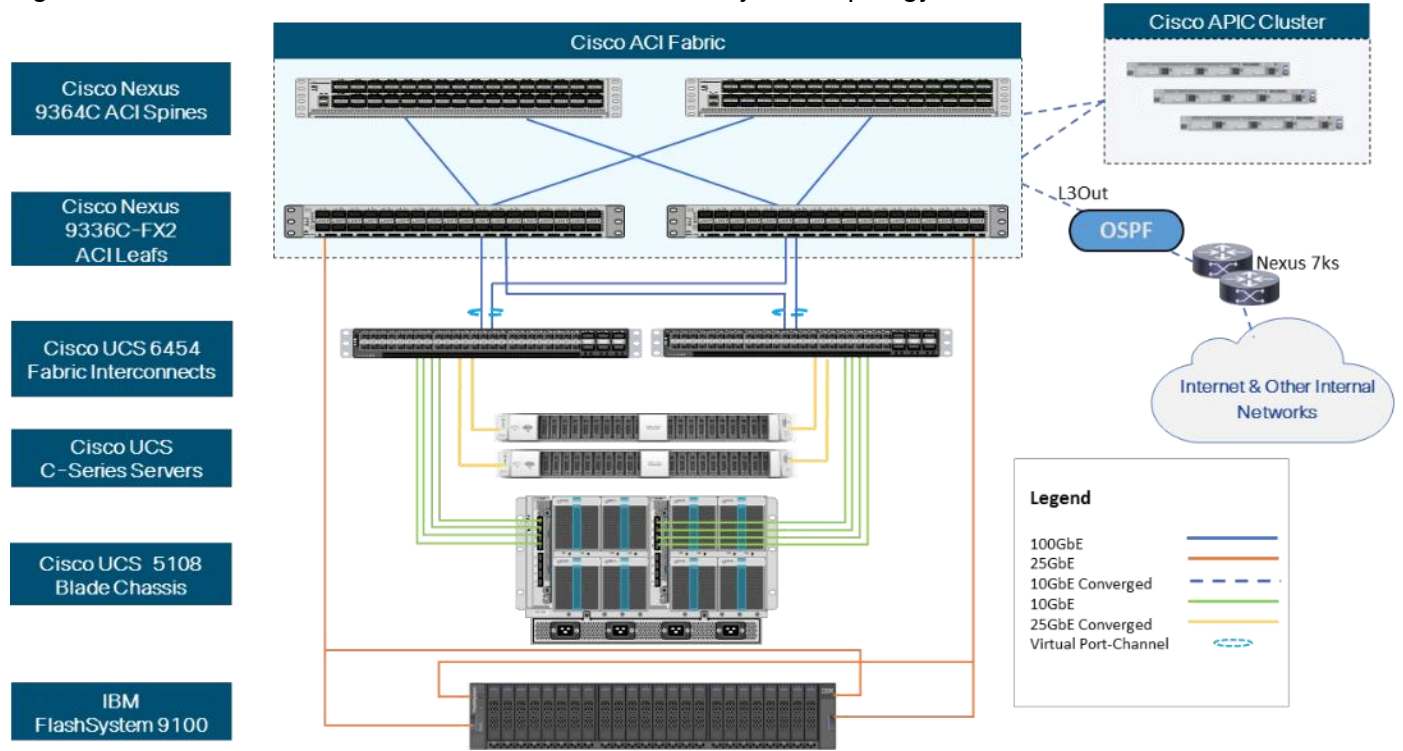 Cisco APIC Cluster
Cisco ACI Fabric
Cisco Nexus
9364C ACI Spines
L3Out
Cisco Nexus
9336C-FX2
ACI Leafs
OSPF
Nexus 7ks
Cisco UCS 6454
Fabric Interconnects
Internet & Other Internal
Networks
Cisco UCS
C-Series Servers
Legend
100GbE
25GbE
10GbE Converged
10GbE
25GbE Converged
Virtual Port-Channel
Cisco UCS 5108
Blade Chassis
IBM
FlashSystem 9100